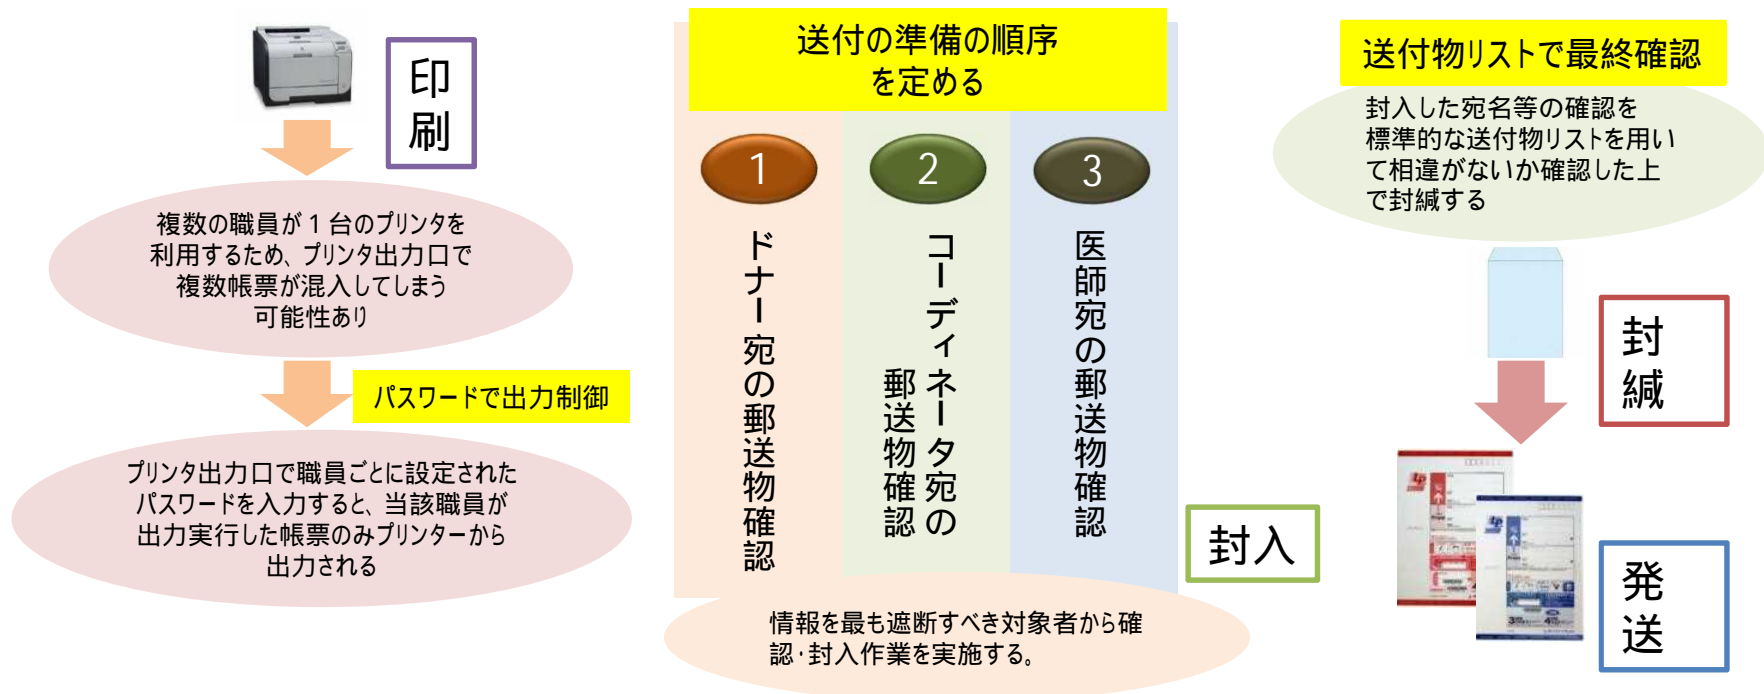 印
刷
複数の職員が１台のプリンタを
利用するため、プリンタ出力口で
複数帳票が混入してしまう
可能性あり
パスワードで出力制御
プリンタ出力口で職員ごとに設定された
パスワードを入力すると、当該職員が
出力実行した帳票のみプリンターから
出力される
送付の準備の順序
を定める
1
ドナー宛の郵送物確認
2
コーディネータ宛の
郵送物確認
3
医師宛の郵送物確認
情報を最も遮断すべき対象者から確
認・封入作業を実施する。
封入
送付物リストで最終確認
封入した宛名等の確認を
標準的な送付物リストを用い
て相違がないか確認した上
で封緘する
封
緘
発
送